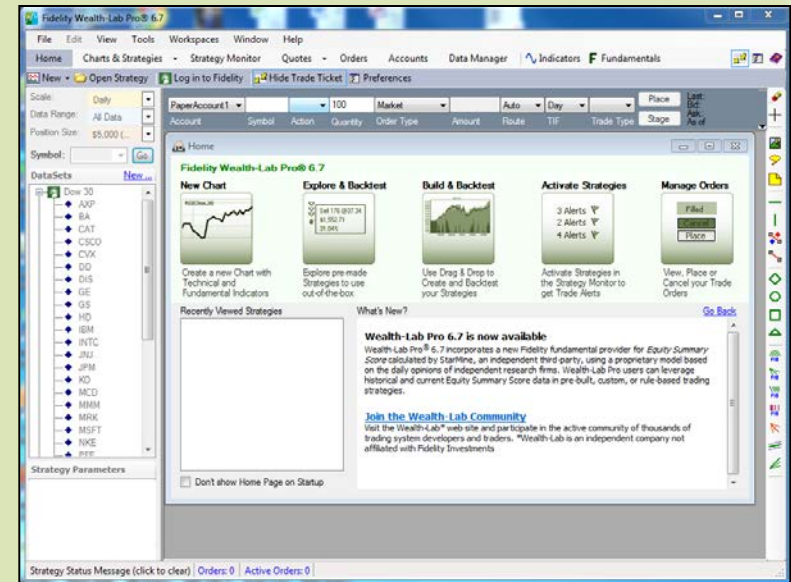 Fidelity Wealth-Lab Pro® 6.7
File Edit View Tools Workspaces Window Help
Home Charts & Strategies Strategy Monitor Quotes Orders Accounts Data Manager Indicators F Fundamentals
New Open Strategy Log in to Fidelity Hide Trade Ticket Preferences
Scale: Daily
Data Range: All Data
Position Size: $5,000 (...
Symbol: Go
DataSets New...
Dow 30
AXP
BA
CAT
CSCO
CVX
DD
DIS
GE
GS
HD
IBM
INTC
JNJ
JPM
KO
MCD
MMM
MRK
MSFT
NKE
PFE
Strategy Parameters
PaperAccount1 100 Market Auto Day Place
Account Symbol Action Quantity Order Type Amount Route TIF Trade Type Stage
Last:
Bid:
Ask:
As of
Home
Fidelity Wealth-Lab Pro® 6.7
New Chart
Create a new Chart with
Technical and
Fundamental Indicators
Explore & Backtest
Explore pre-made
Strategies to use
out-of-the-box
Build & Backtest
Use Drag & Drop to
Create and Backtest
your Strategies
Activate Strategies
3 Alerts
2 Alerts
4 Alerts
Activate Strategies in
the Strategy Monitor to
get Trade Alerts
Manage Orders
Filled
Cancel
Place
View, Place or
Cancel your Trade
Orders
Recently Viewed Strategies
What's New? Go Back
Wealth-Lab Pro 6.7 is now available
Wealth-Lab Pro® 6.7 incorporates a new Fidelity fundamental provider for Equity Summary
Score calculated by StarMine, an independent third-party, using a proprietary model based
on the daily opinions of independent research firms. Wealth-Lab Pro users can leverage
historical and current Equity Summary Score data in pre-built, custom, or rule-based trading
strategies.
Join the Wealth-Lab Community
Visit the Wealth-Lab* web site and participate in the active community of thousands of
trading system developers and traders. *Wealth-Lab is an independent company not
affiliated with Fidelity Investments
Don't show Home Page on Startup
Strategy Status Message (click to clear) Orders: 0 Active Orders: 0